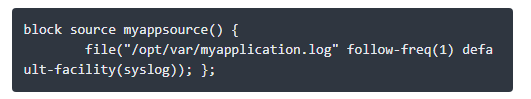 block source myappsource() {
        file("/opt/var/myapplication.log" follow-freq(1) defa
ult-facility(syslog)); };